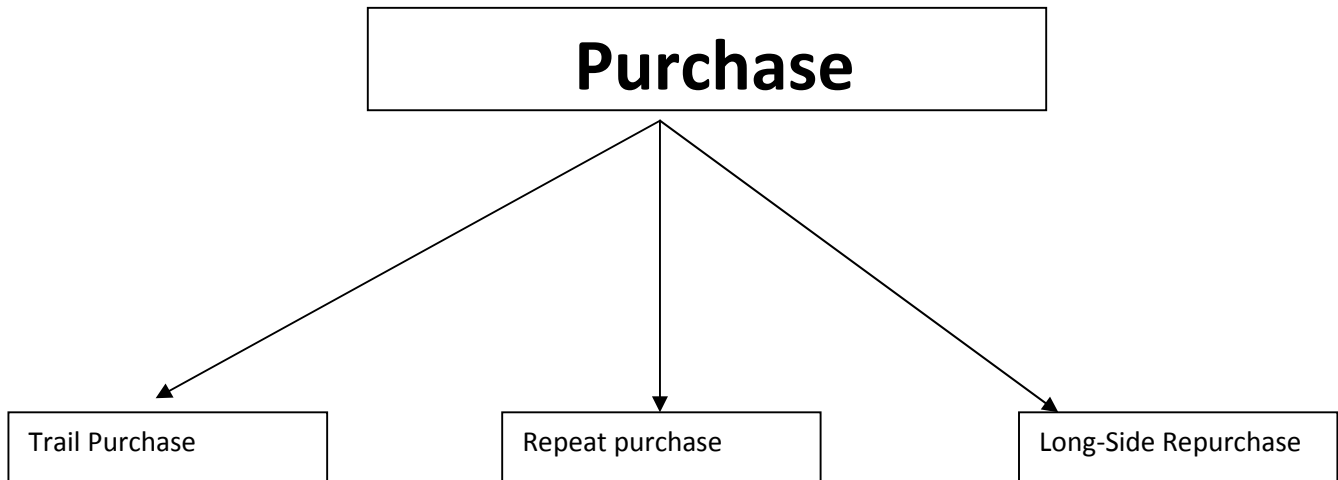 Purchase
Trail Purchase
Repeat purchase
Long-Side Repurchase